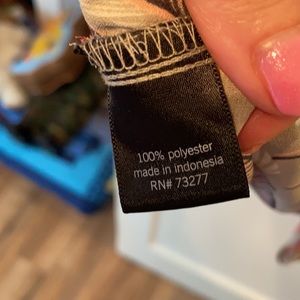 100% polyester
made in indonesia
RN# 73277